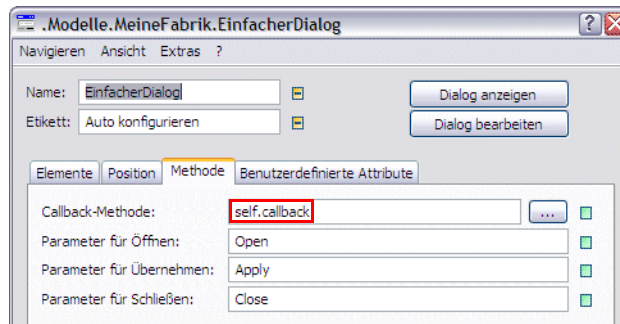 .Modelle.MeineFabrik.EinfacherDialog
Navigieren Ansicht Extras ?
Name: EinfacherDialog Dialog anzeigen
Etikett: Auto konfigurieren Dialog bearbeiten
Elemente Position Methode Benutzerdefinierte Attribute
Callback-Methode: self.callback ...
Parameter für Öffnen: Open
Parameter für Übernehmen: Apply
Parameter für Schließen: Close